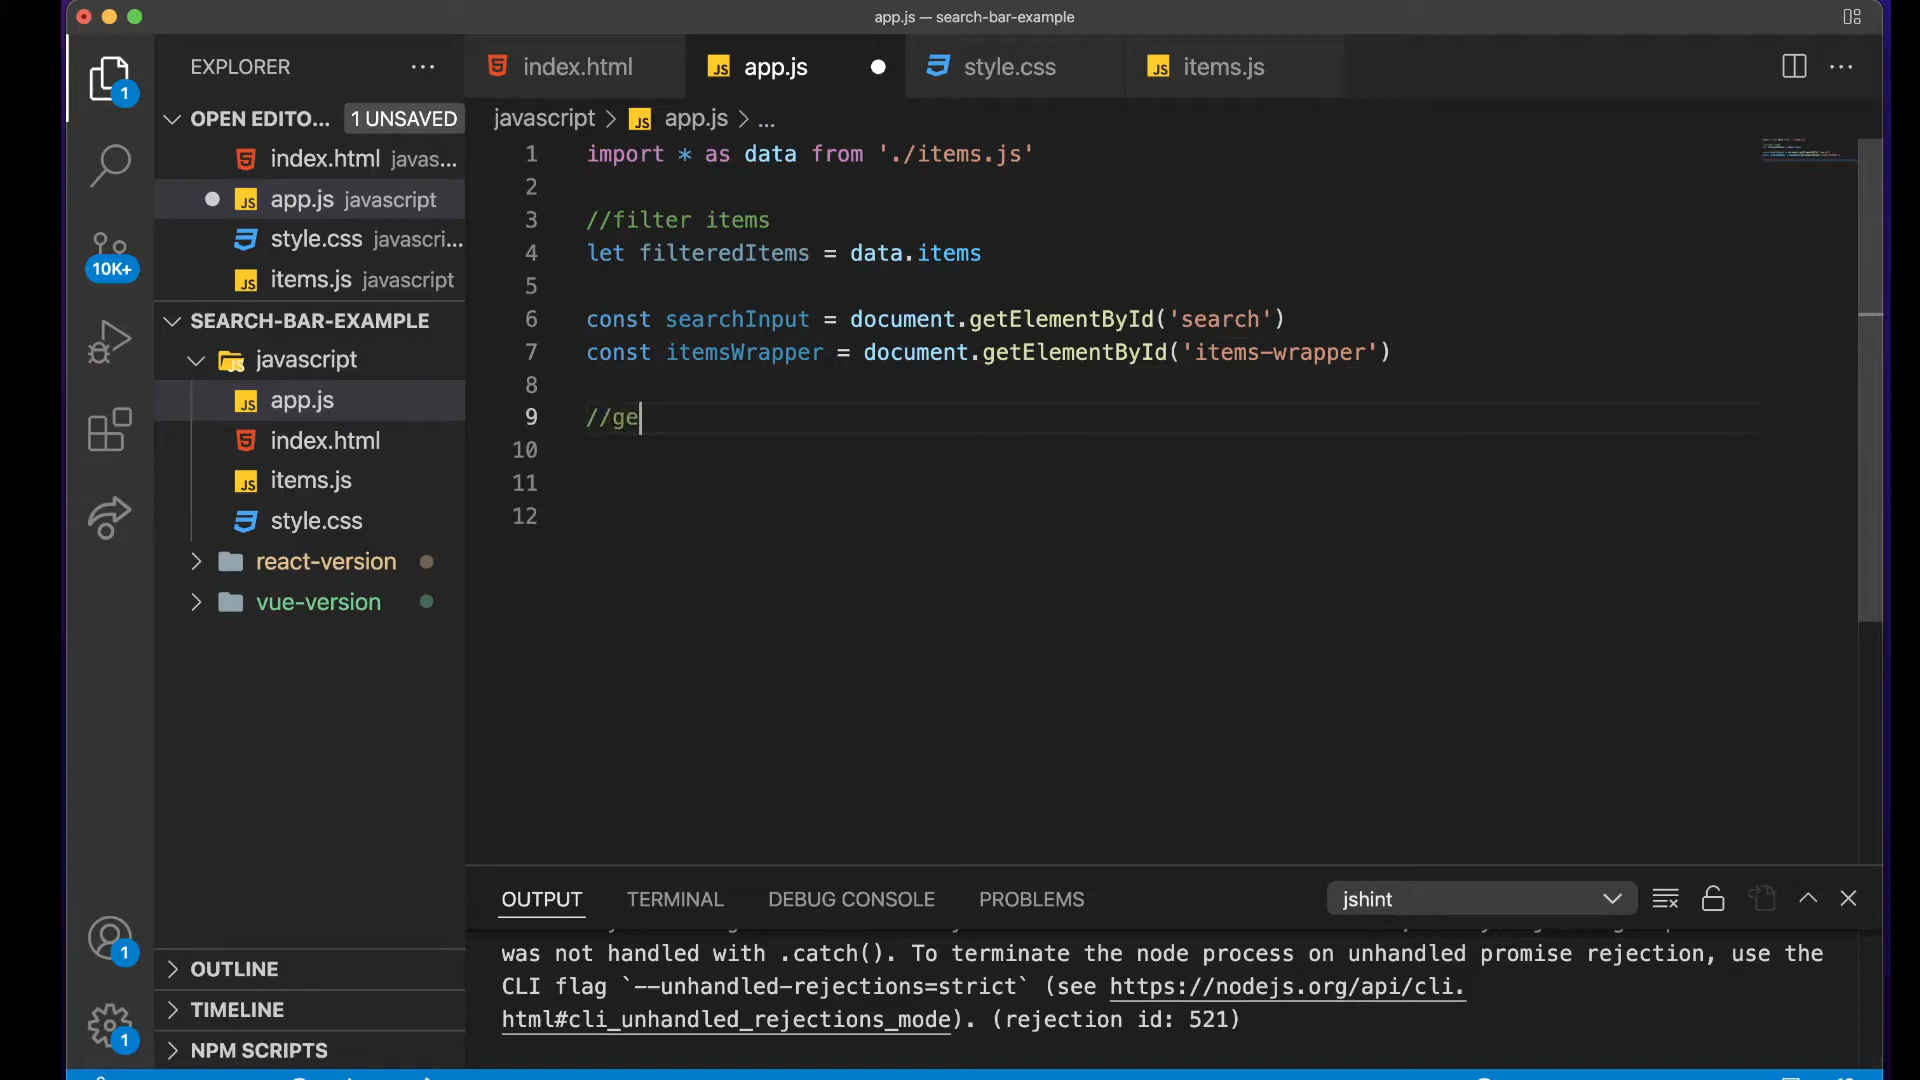 app.js — search-bar-example
EXPLORER
index.html
app.js
style.css
items.js
OPEN EDITO... 1 UNSAVED
index.html javas...
app.js javascript
style.css javascri...
items.js javascript
SEARCH-BAR-EXAMPLE
javascript
app.js
index.html
items.js
style.css
react-version
vue-version
OUTLINE
TIMELINE
NPM SCRIPTS
1
10K+
1
1
javascript > app.js > ...
1 import * as data from './items.js'
2
3 //filter items
4 let filteredItems = data.items
5
6 const searchInput = document.getElementById('search')
7 const itemsWrapper = document.getElementById('items-wrapper')
8
9 //ge
10
11
12
OUTPUT TERMINAL DEBUG CONSOLE PROBLEMS
jshint
was not handled with .catch(). To terminate the node process on unhandled promise rejection, use the
CLI flag `--unhandled-rejections=strict` (see https://nodejs.org/api/cli.
html#cli_unhandled_rejections_mode). (rejection id: 521)